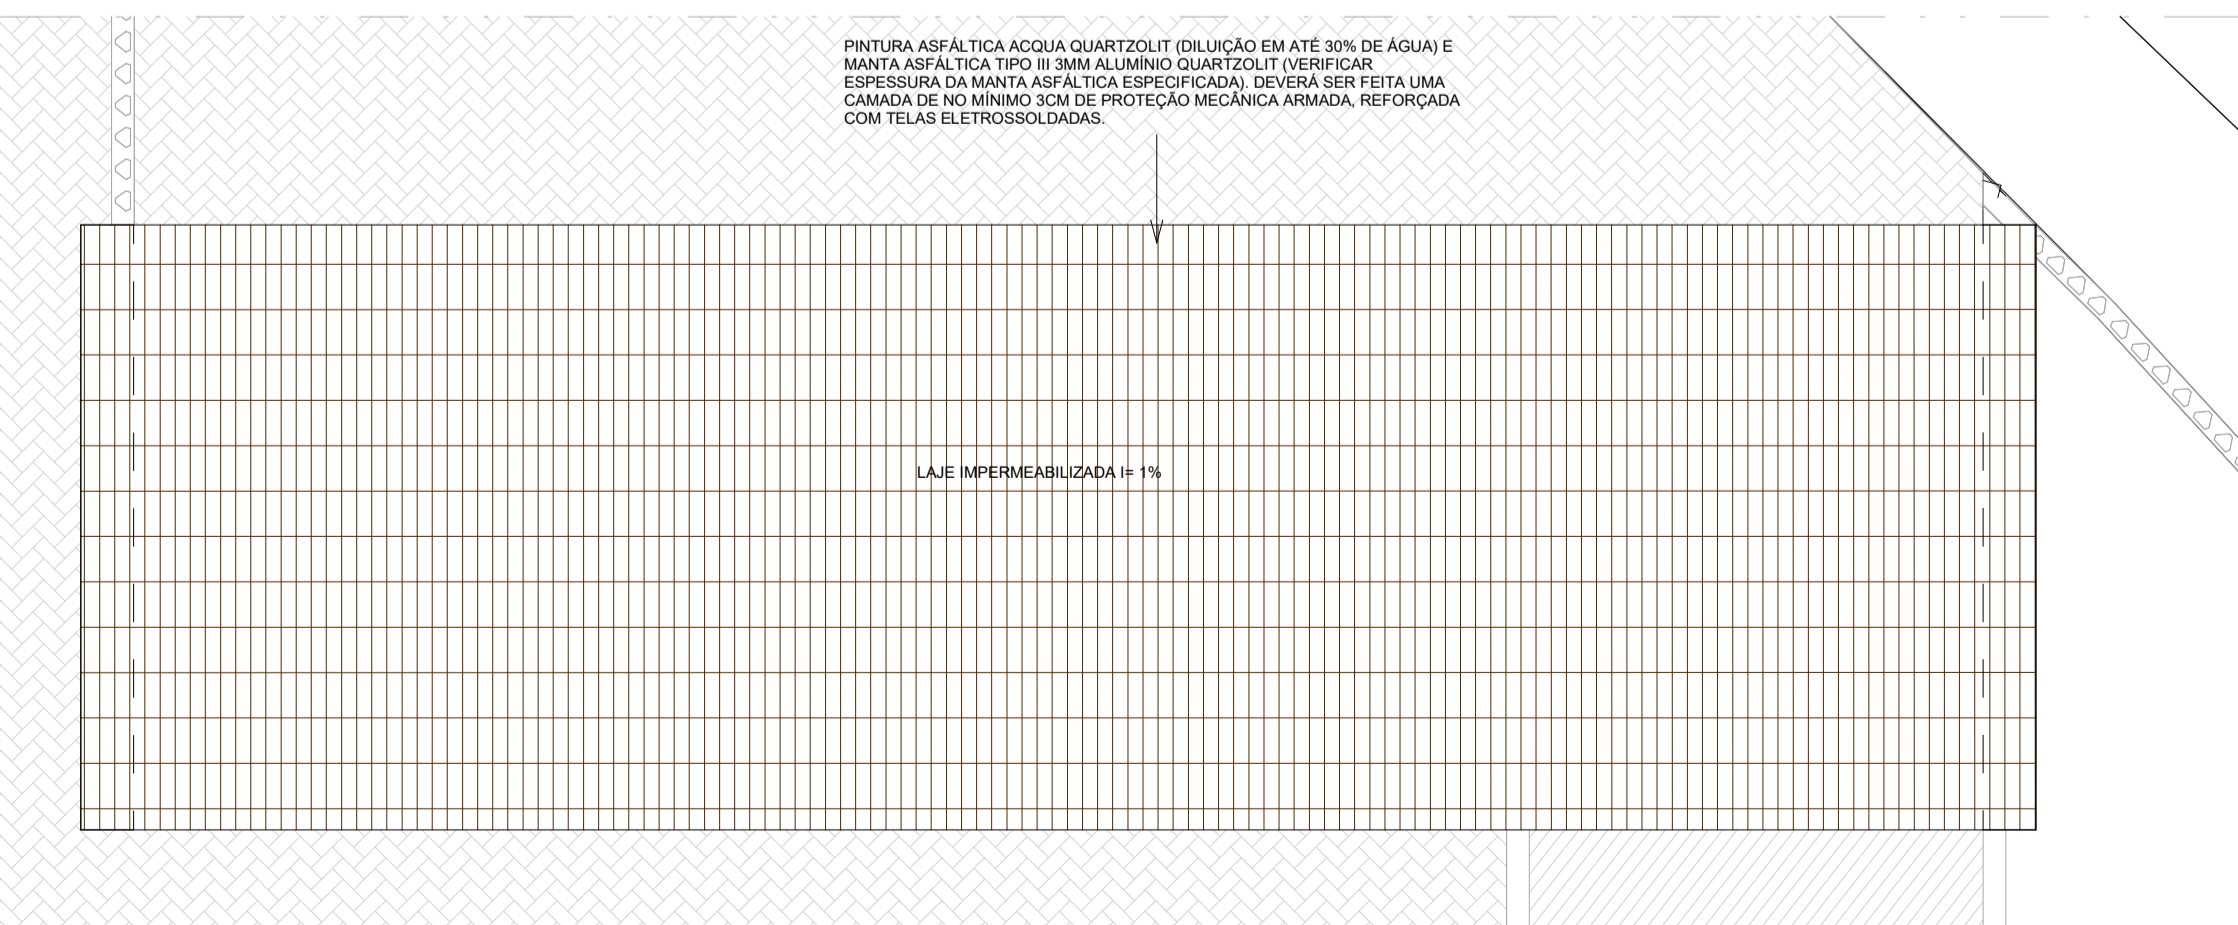 PINTURA ASFÁLTICA ACQUA QUARTZOLIT (DILUIÇÃO EM ATÉ 30% DE ÁGUA) E
MANTA ASFÁLTICA TIPO III 3MM ALUMÍNIO QUARTZOLIT (VERIFICAR
ESPESSURA DA MANTA ASFÁLTICA ESPECIFICADA). DEVERÁ SER FEITA UMA
CAMADA DE NO MÍNIMO 3CM DE PROTEÇÃO MECÂNICA ARMADA, REFORÇADA
COM TELAS ELETROSSOLDADAS.
LAJE IMPERMEABILIZADA I= 1%